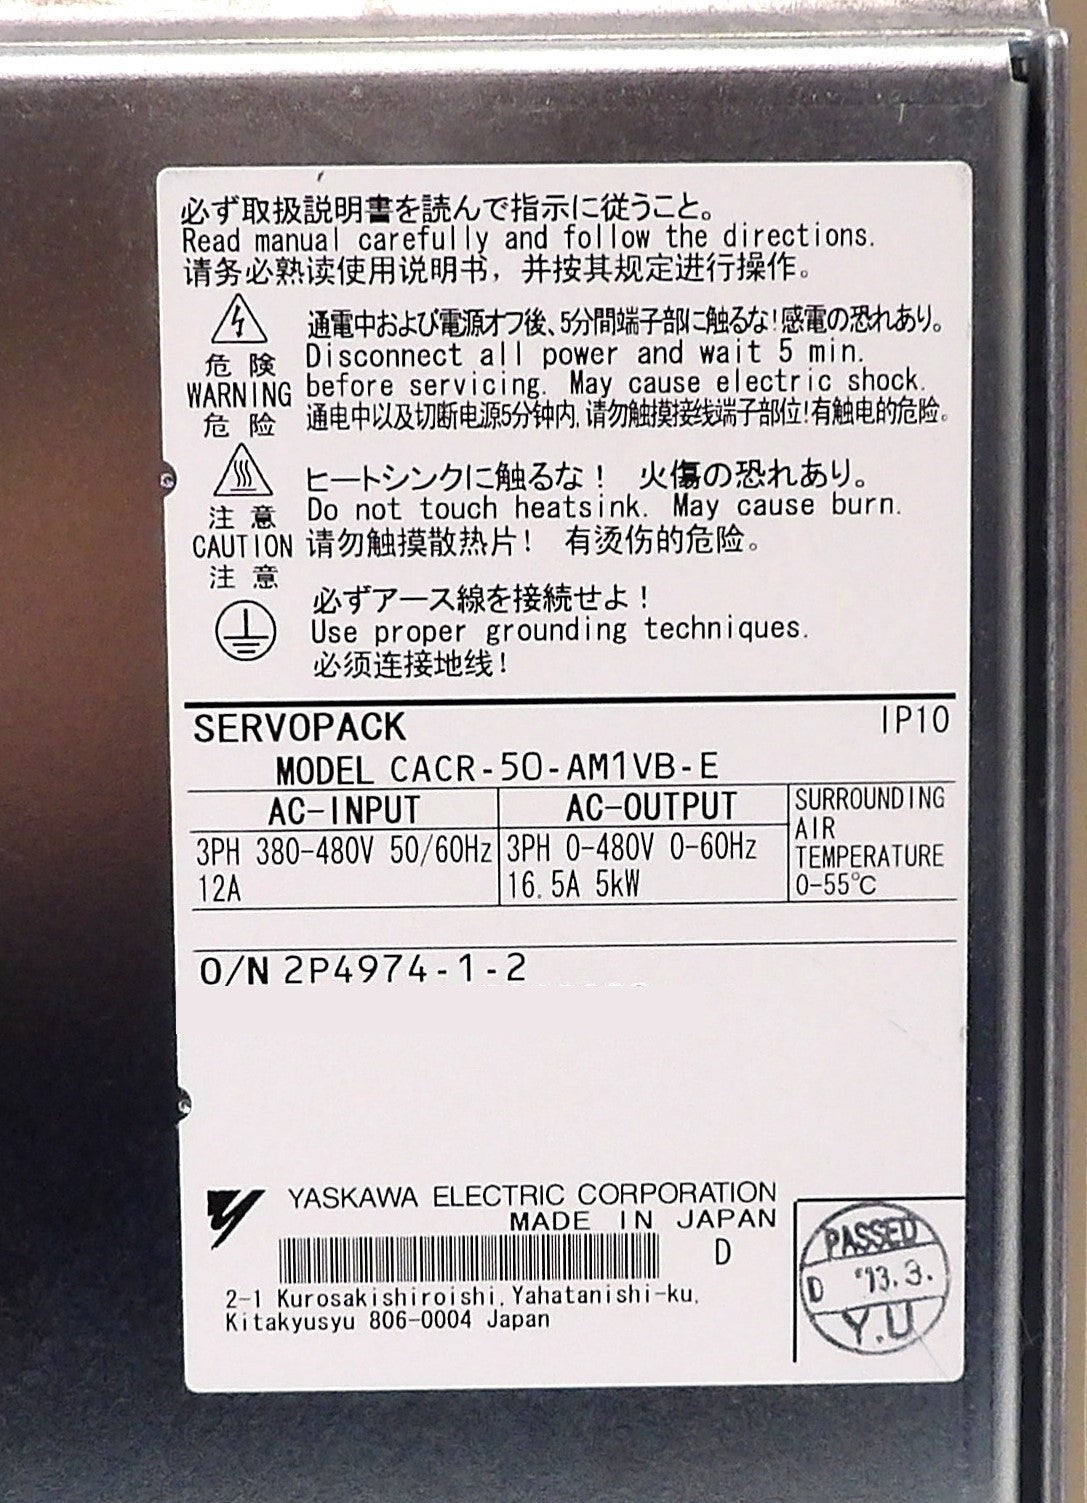 必ず取扱説明書を読んで指示に従うこと。
Read manual carefully and follow the directions.
请务必熟读使用说明书，并按其规定进行操作。
危 険
WARNING
危 险
通電中および電源オフ後、5分間端子部に触るな!感電の恐れあり。
Disconnect all power and wait 5 min.
before servicing. May cause electric shock.
通电中以及切断电源5分钟内,请勿触摸接线端子部位!有触电的危险。
注 意
CAUTION
注 意
ヒートシンクに触るな！ 火傷の恐れあり。
Do not touch heatsink. May cause burn.
请勿触摸散热片！ 有烫伤的危险。
必ずアース線を接続せよ！
Use proper grounding techniques.
必须连接地线！
SERVOPACK IP10
MODEL CACR-50-AM1VB-E
AC-INPUT
3PH 380-480V 50/60Hz
12A
AC-OUTPUT
3PH 0-480V 0-60Hz
16.5A 5kW
SURROUNDING
AIR
TEMPERATURE
0-55℃
O/N 2P4974-1-2
YASKAWA ELECTRIC CORPORATION
MADE IN JAPAN
D
2-1 Kurosakishiroishi,Yahatanishi-ku,
Kitakyusyu 806-0004 Japan
PASSED
D '13.3.
Y.U